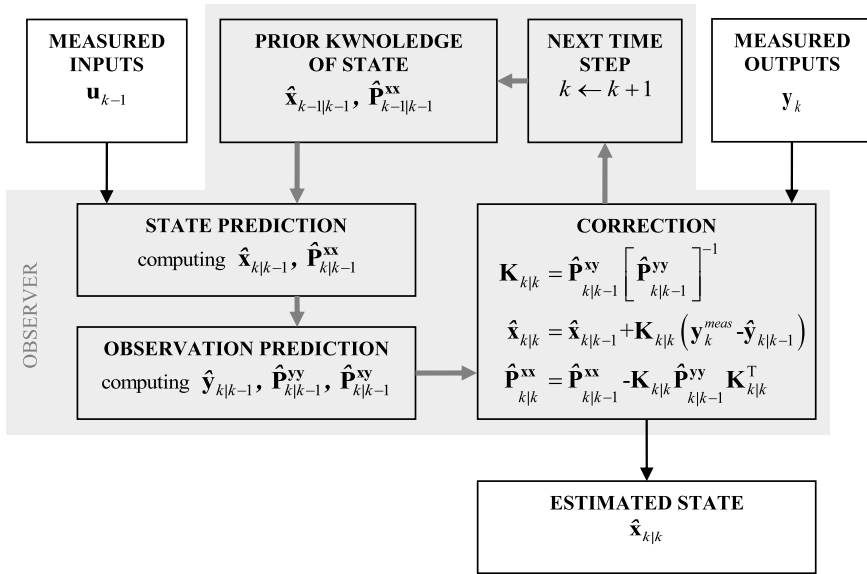 MEASURED
INPUTS
u_{k-1}
PRIOR KWNOLEDGE
OF STATE
x̂_{k-1|k-1}, P̂^{xx}_{k-1|k-1}
NEXT TIME
STEP
k ← k+1
MEASURED
OUTPUTS
y_k
OBSERVER
STATE PREDICTION
computing x̂_{k|k-1}, P̂^{xx}_{k|k-1}
OBSERVATION PREDICTION
computing ŷ_{k|k-1}, P̂^{yy}_{k|k-1}, P̂^{xy}_{k|k-1}
CORRECTION
K_{k|k} = P̂^{xy}_{k|k-1} [P̂^{yy}_{k|k-1}]^{-1}
x̂_{k|k} = x̂_{k|k-1}+K_{k|k} (y_k^{meas}-ŷ_{k|k-1})
P̂^{xx}_{k|k} = P̂^{xx}_{k|k-1}-K_{k|k} P̂^{yy}_{k|k-1} K^T_{k|k}
ESTIMATED STATE
x̂_{k|k}